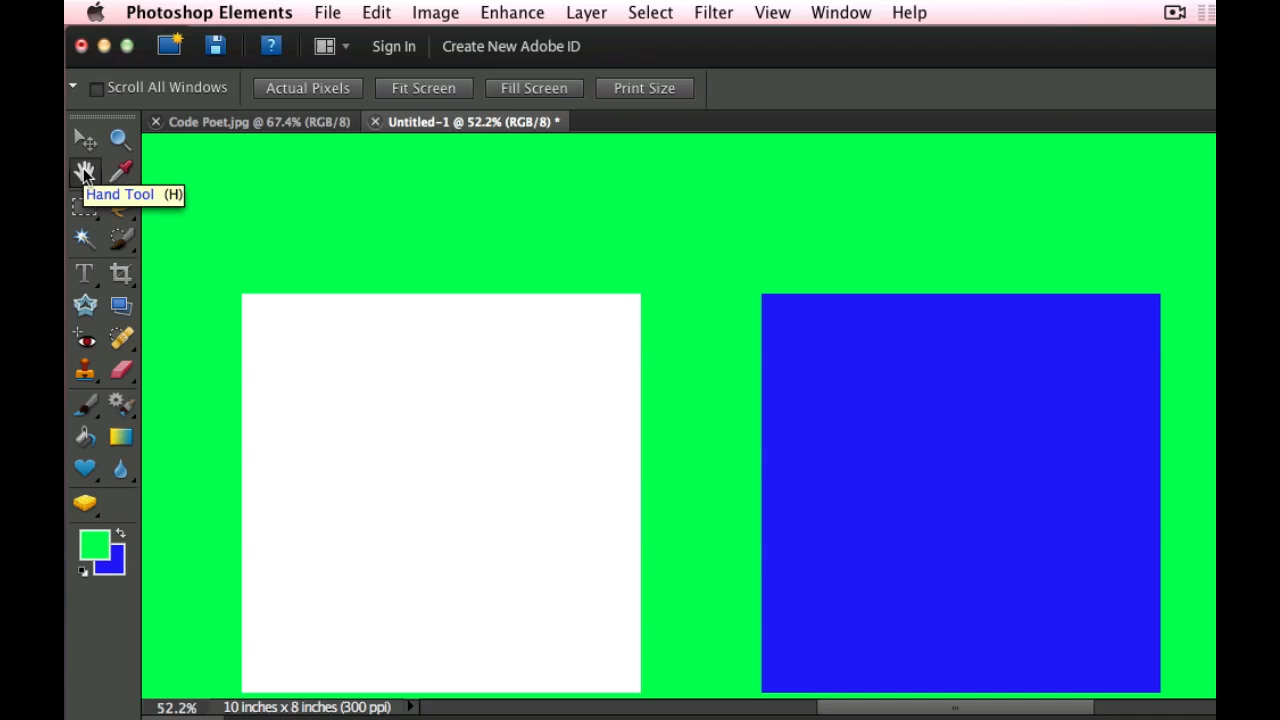 Photoshop Elements File Edit Image Enhance Layer Select Filter View Window Help
? Sign In Create New Adobe ID
Scroll All Windows Actual Pixels Fit Screen Fill Screen Print Size
Code Poet.jpg @ 67.4% (RGB/8) Untitled-1 @ 52.2% (RGB/8) *
Hand Tool (H)
T
52.2% 10 inches x 8 inches (300 ppi)